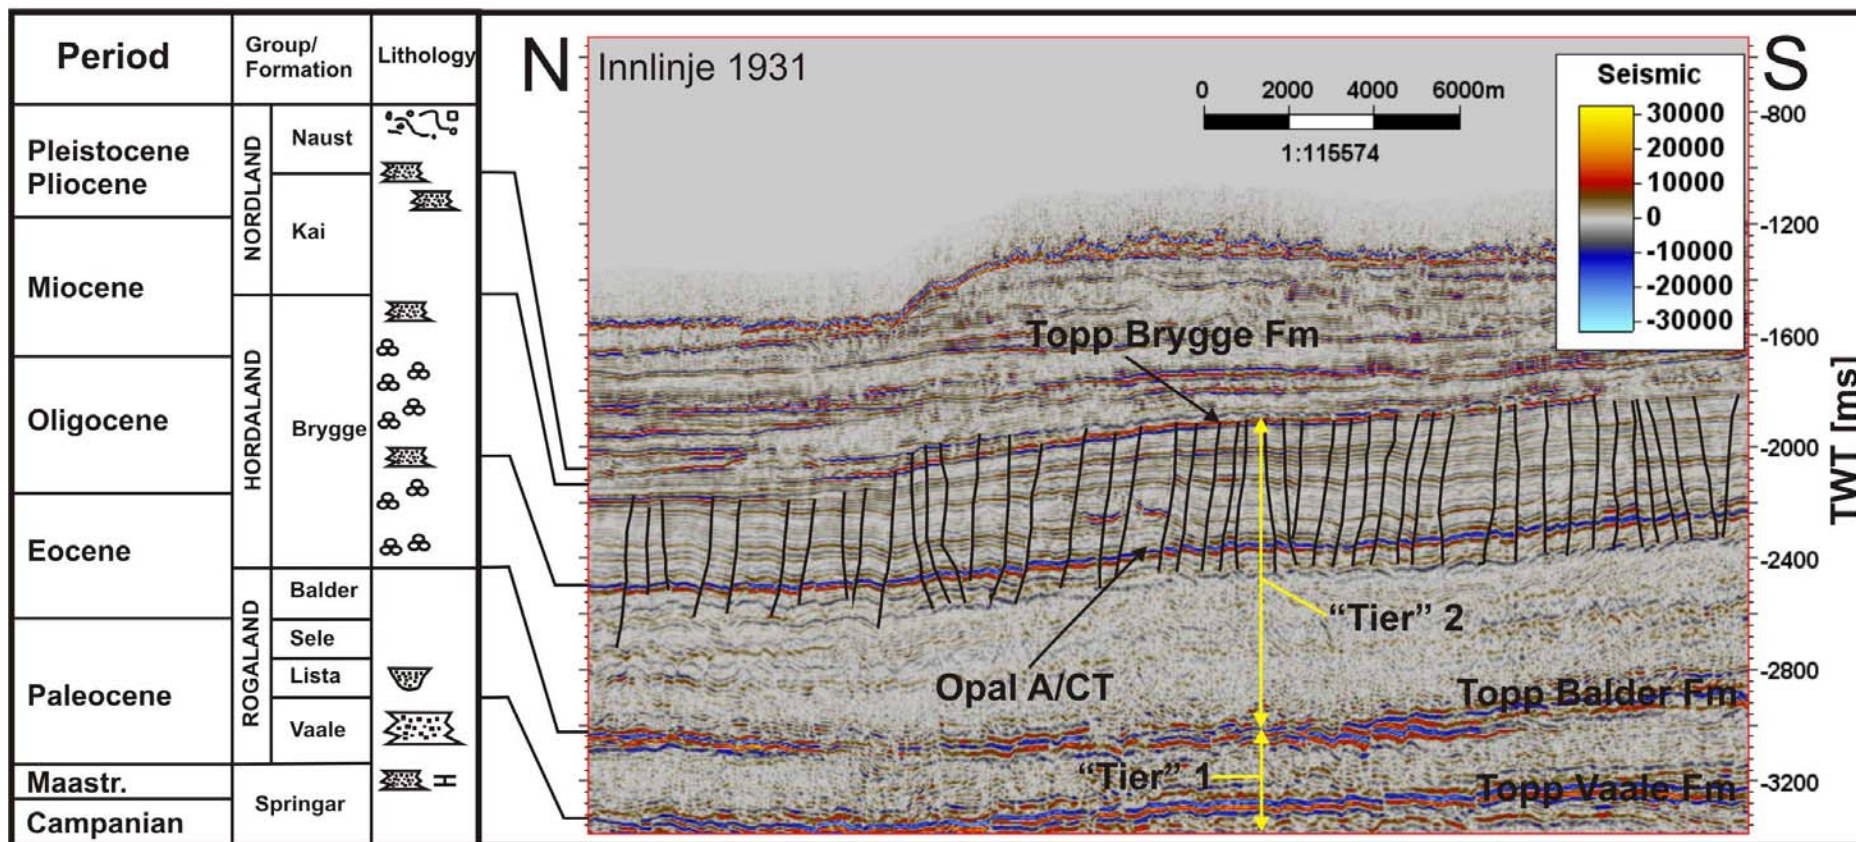 Period
Group/
Formation
Lithology
Pleistocene
Pliocene
Miocene
Oligocene
Eocene
Paleocene
Maastr.
Campanian
NORDLAND
HORDALAND
ROGALAND
Naust
Kai
Brygge
Balder
Sele
Lista
Vaale
Springar
N
Innlinje 1931
0 2000 4000 6000m
1:115574
Seismic
30000
20000
10000
0
-10000
-20000
-30000
S
-800
-1200
-1600
-2000
-2400
-2800
-3200
TWT [ms]
Topp Brygge Fm
"Tier" 2
Opal A/CT
Topp Balder Fm
"Tier" 1
Topp Vaale Fm